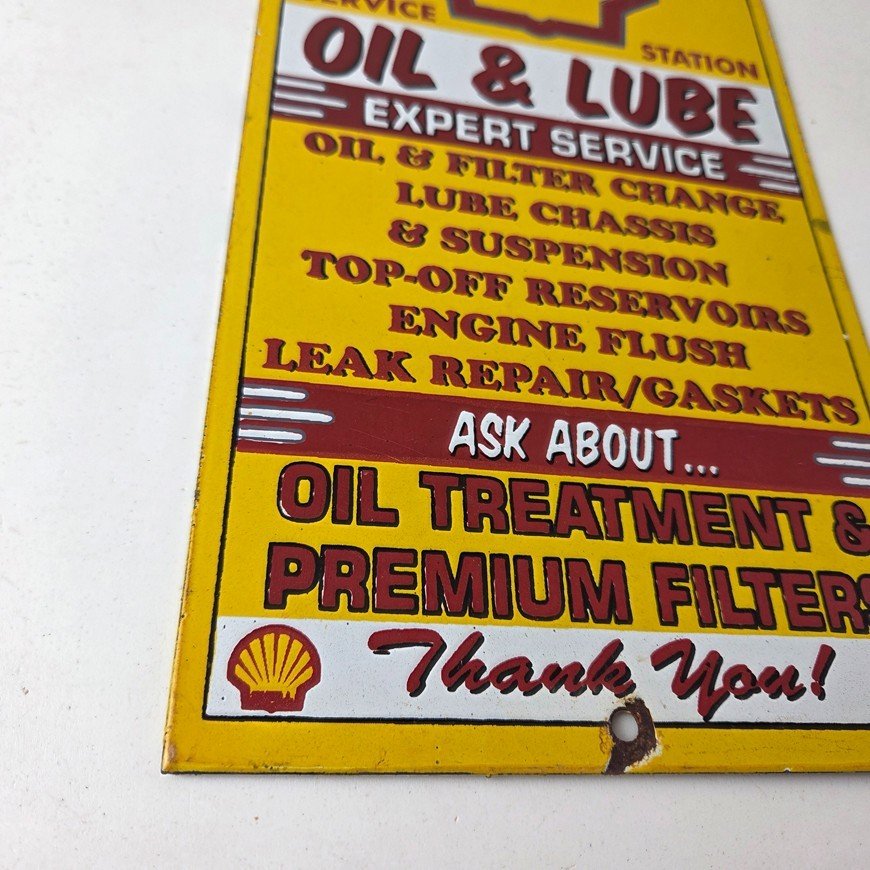 SERVICE
STATION
OIL & LUBE
EXPERT SERVICE
OIL & FILTER CHANGE,
LUBE CHASSIS
& SUSPENSION
TOP-OFF RESERVOIRS
ENGINE FLUSH
LEAK REPAIR/GASKETS
ASK ABOUT...
OIL TREATMENT &
PREMIUM FILTERS
Thank You!